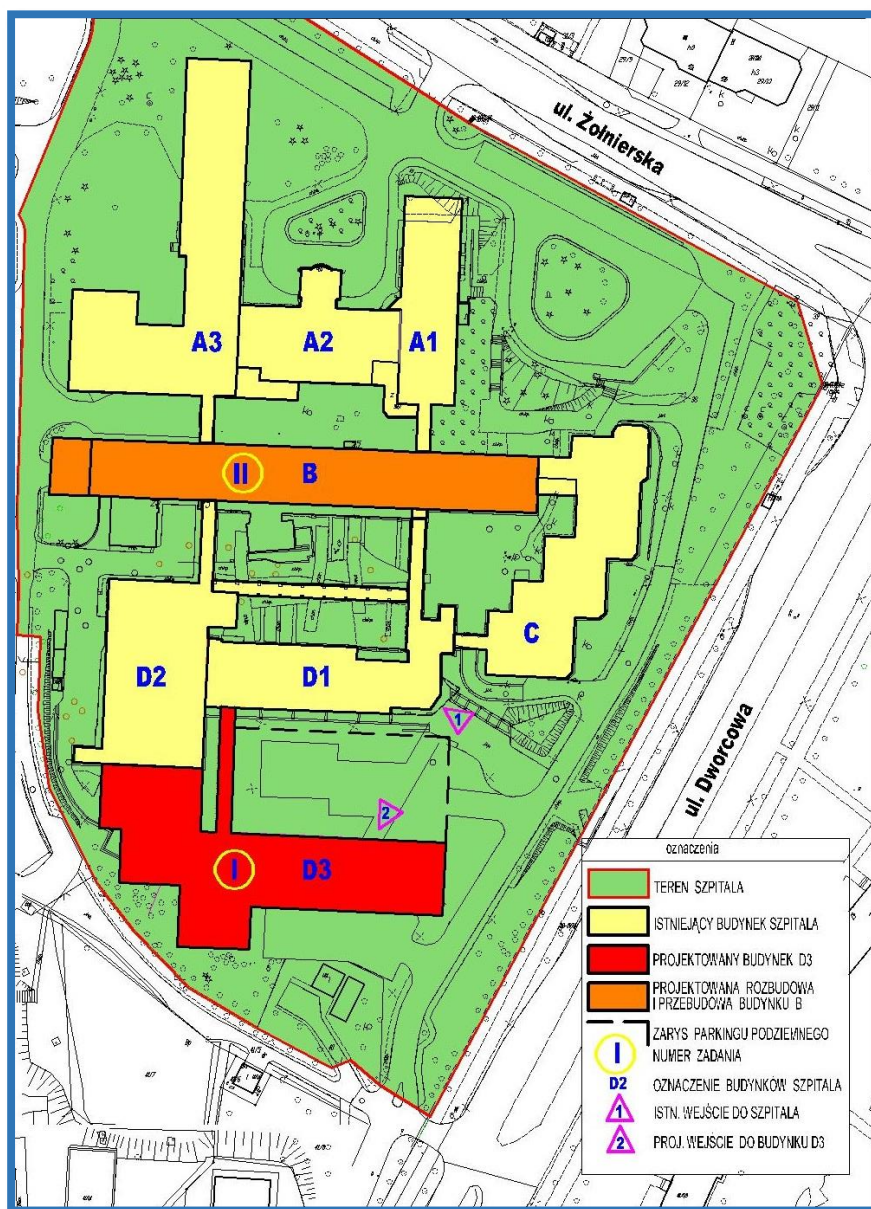 ul. Żołnierska
A3
A2
A1
II
B
C
D2
D1
1
ul. Dworcowa
2
I
D3
oznaczenia
TEREN SZPITALA
ISTNIEJĄCY BUDYNEK SZPITALA
PROJEKTOWANY BUDYNEK D3
PROJEKTOWANA ROZBUDOWA
I PRZEBUDOWA BUDYNKU B
ZARYS PARKINGU PODZIEMNEGO
I NUMER ZADANIA
D2 OZNACZENIE BUDYNKÓW SZPITALA
1 ISTN. WEJŚCIE DO SZPITALA
2 PROJ. WEJŚCIE DO BUDYNKU D3